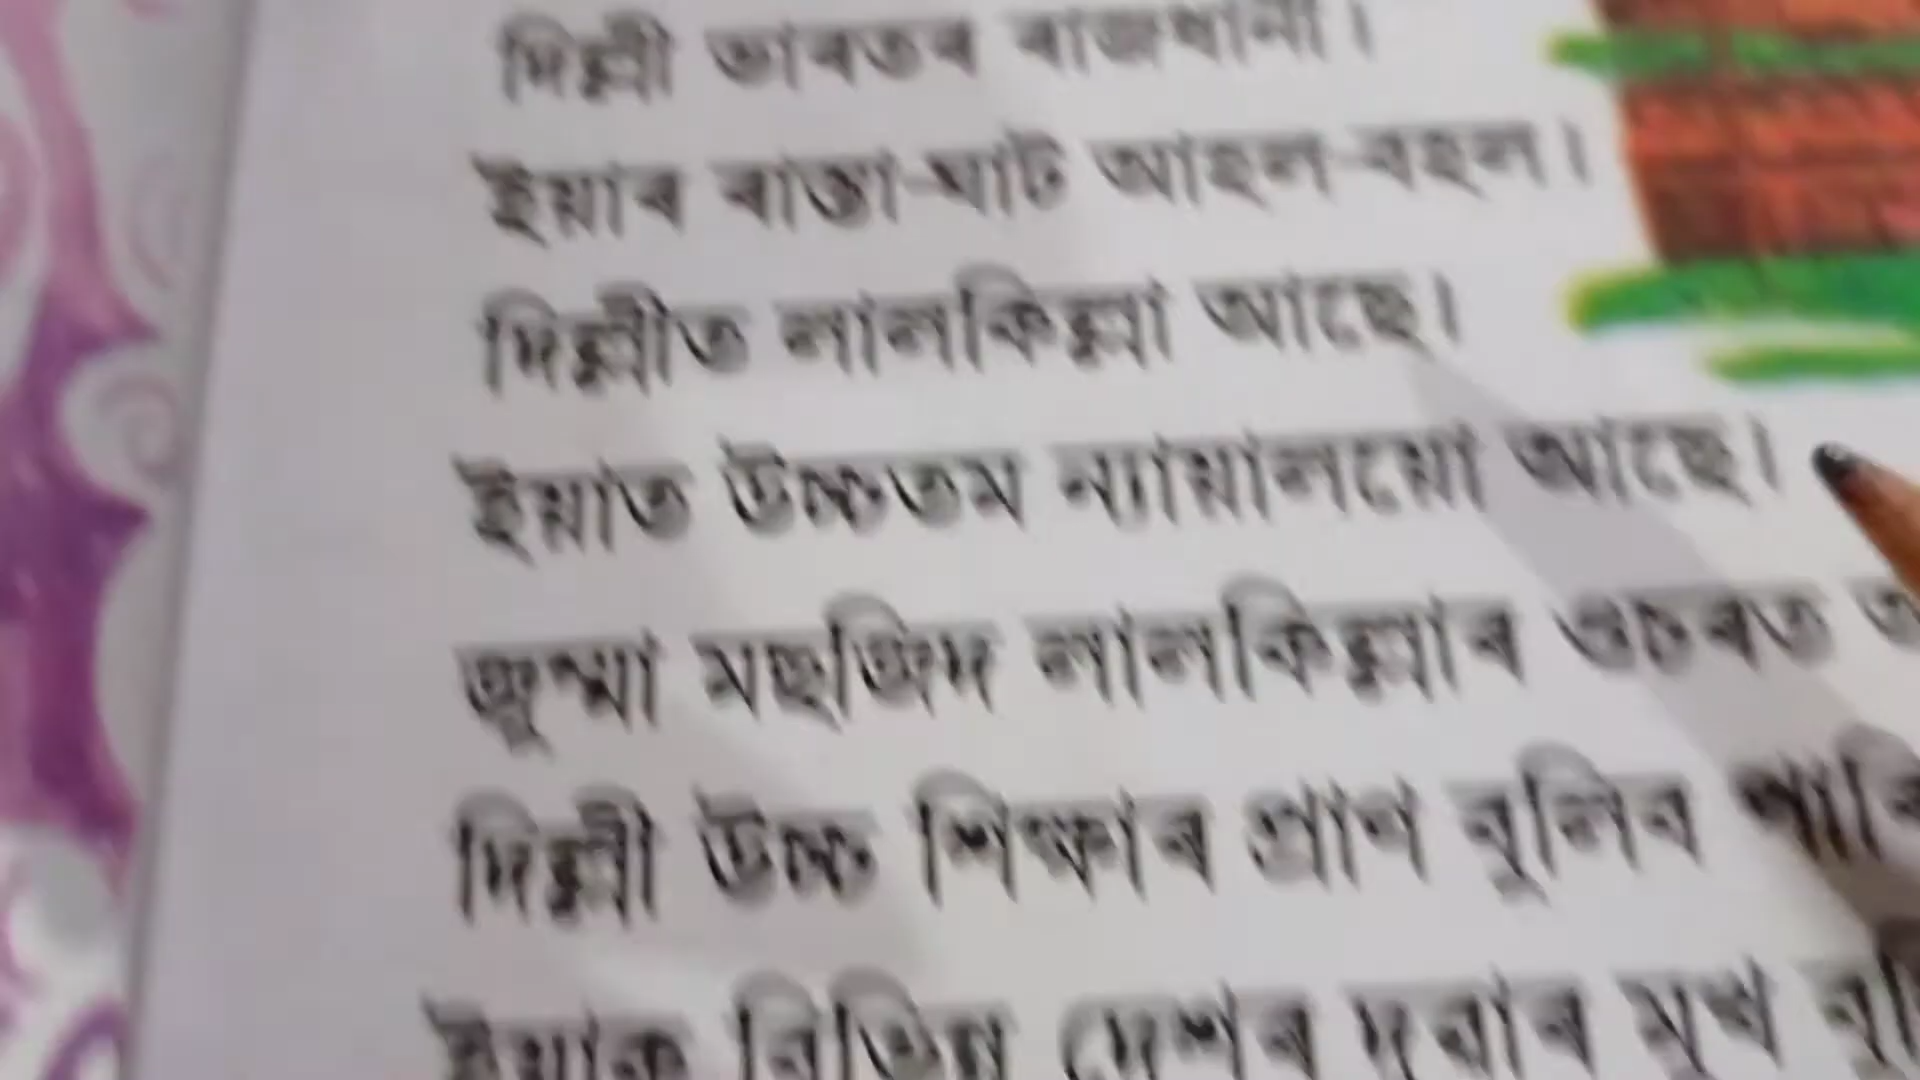 দিল্লী ভাৰতৰ ৰাজধানী।
ইয়াৰ ৰাস্তা-ঘাট আহল-বহল।
দিল্লীত লালকিল্লা আছে।
ইয়াত উচ্চতম ন্যায়ালয়ো আছে।
জুম্মা মছজিদ লালকিল্লাৰ ওচৰত
দিল্লী উচ্চ শিক্ষাৰ প্ৰাণ বুলিব
ইয়াক বিভিন্ন দেশৰ দুৱাৰ মুখ